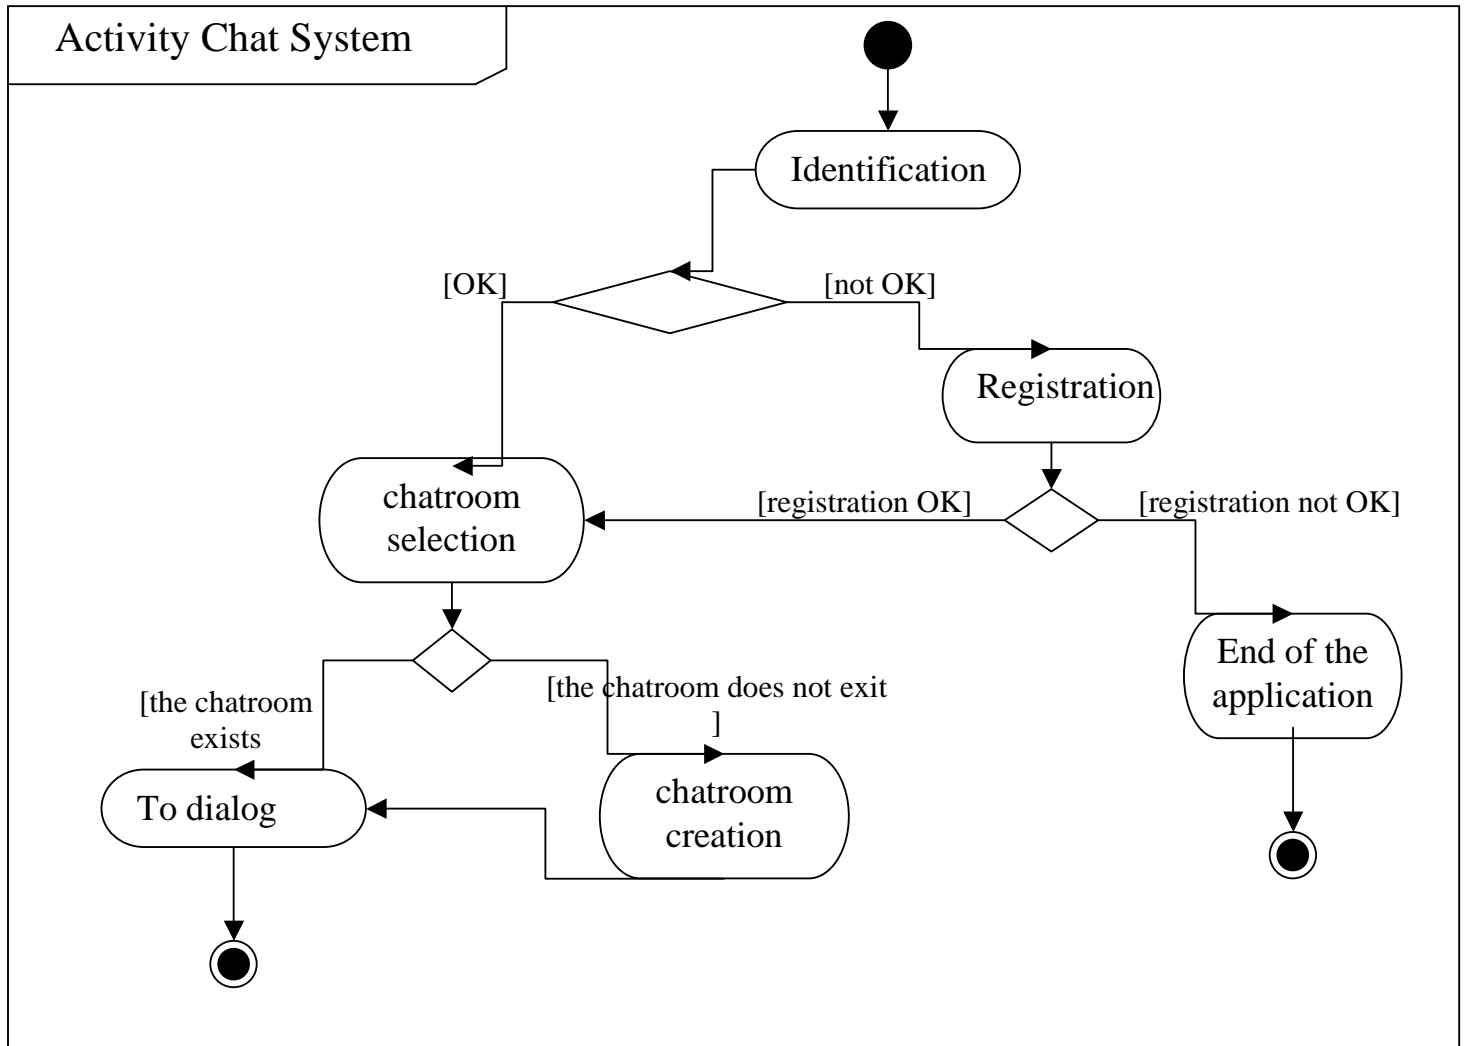 Activity Chat System
Identification
[OK]
[not OK]
Registration
chatroom
selection
[registration OK]
[registration not OK]
End of the
application
[the chatroom
exists
[the chatroom does not exit
]
To dialog
chatroom
creation